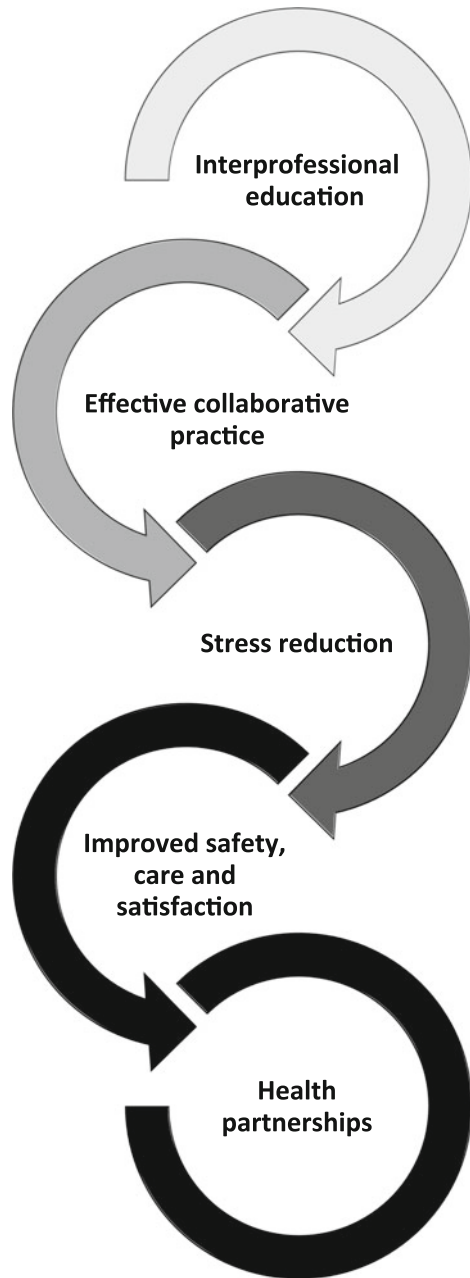 Interprofessional
education
Effective collaborative
practice
Stress reduction
Improved safety,
care and
satisfaction
Health
partnerships